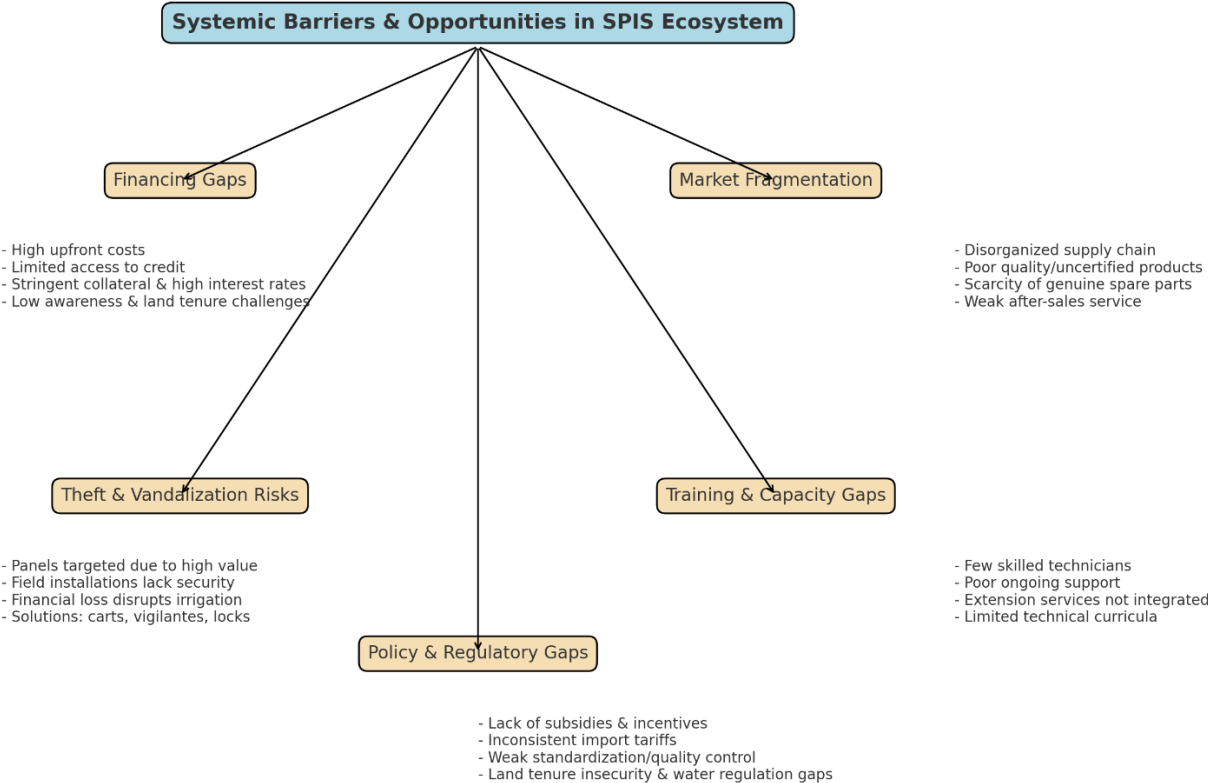 Systemic Barriers & Opportunities in SPIS Ecosystem
Financing Gaps
- High upfront costs
- Limited access to credit
- Stringent collateral & high interest rates
- Low awareness & land tenure challenges
Market Fragmentation
- Disorganized supply chain
- Poor quality/uncertified products
- Scarcity of genuine spare parts
- Weak after-sales service
Theft & Vandalization Risks
- Panels targeted due to high value
- Field installations lack security
- Financial loss disrupts irrigation
- Solutions: carts, vigilantes, locks
Training & Capacity Gaps
- Few skilled technicians
- Poor ongoing support
- Extension services not integrated
- Limited technical curricula
Policy & Regulatory Gaps
- Lack of subsidies & incentives
- Inconsistent import tariffs
- Weak standardization/quality control
- Land tenure insecurity & water regulation gaps